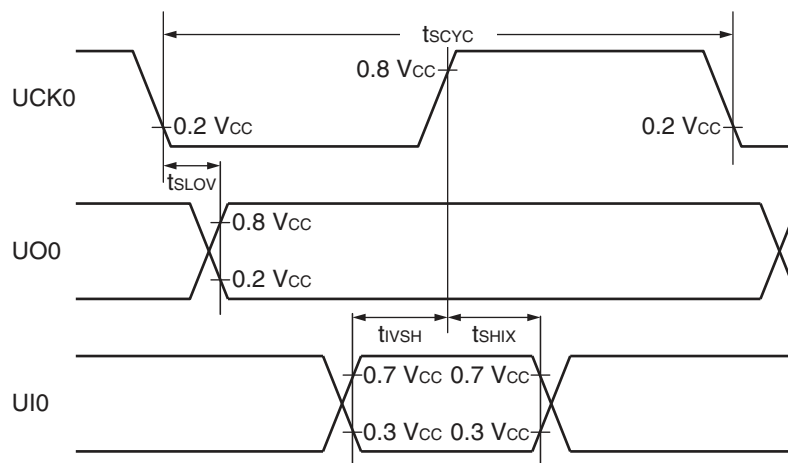 tSCYC
0.8 VCC
UCK0
0.2 VCC
0.2 VCC
tSLOV
0.8 VCC
UO0
0.2 VCC
tIVSH tSHIX
0.7 VCC 0.7 VCC
UI0
0.3 VCC 0.3 VCC